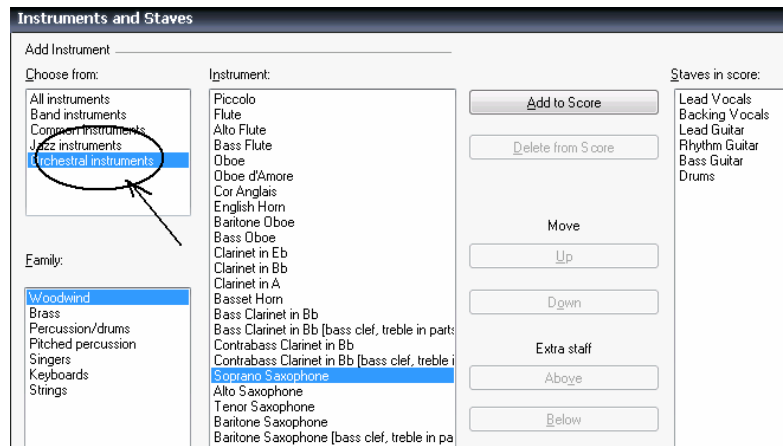 Instruments and Staves
Add Instrument
Choose from:
All instruments
Band instruments
Common instruments
Jazz instruments
Orchestral instruments
Family:
Woodwind
Brass
Percussion/drums
Pitched percussion
Singers
Keyboards
Strings
Instrument:
Piccolo
Flute
Alto Flute
Bass Flute
Oboe
Oboe d'Amore
Cor Anglais
English Horn
Baritone Oboe
Bass Oboe
Clarinet in Eb
Clarinet in Bb
Clarinet in A
Basset Horn
Bass Clarinet in Bb
Bass Clarinet in Bb [bass clef, treble in parts
Contrabass Clarinet in Bb
Contrabass Clarinet in Bb [bass clef, treble i
Soprano Saxophone
Alto Saxophone
Tenor Saxophone
Baritone Saxophone
Baritone Saxophone [bass clef, treble in pa
Add to Score
Delete from Score
Move
Up
Down
Extra staff
Above
Below
Staves in score:
Lead Vocals
Backing Vocals
Lead Guitar
Rhythm Guitar
Bass Guitar
Drums